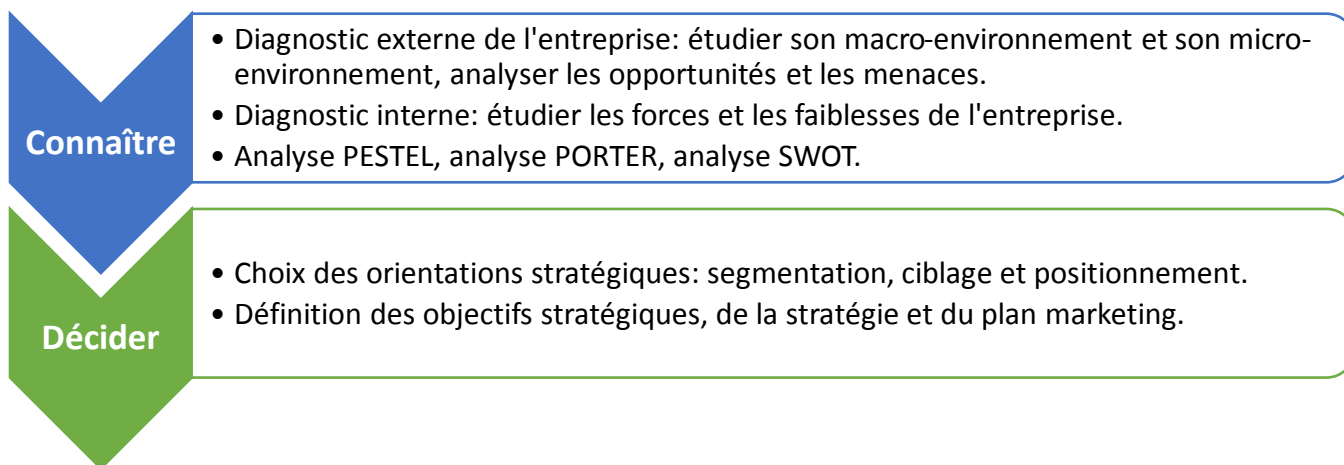 Connaître
• Diagnostic externe de l'entreprise: étudier son macro-environnement et son micro-
environnement, analyser les opportunités et les menaces.
• Diagnostic interne: étudier les forces et les faiblesses de l'entreprise.
• Analyse PESTEL, analyse PORTER, analyse SWOT.
Décider
• Choix des orientations stratégiques: segmentation, ciblage et positionnement.
• Définition des objectifs stratégiques, de la stratégie et du plan marketing.